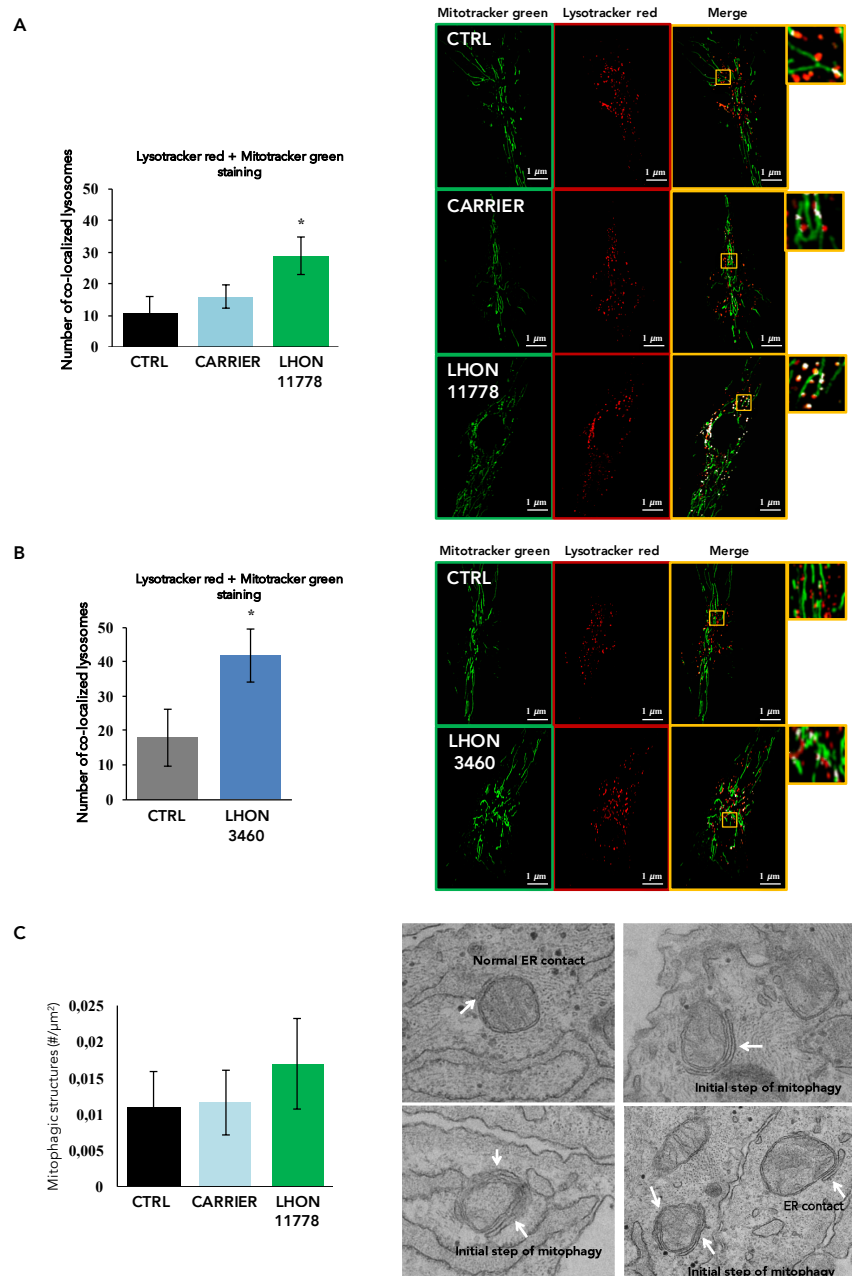 A
Mitotracker green
Lysotracker red
Merge
CTRL
1 µm
1 µm
1 µm
CARRIER
1 µm
1 µm
1 µm
LHON
11778
1 µm
1 µm
1 µm
Lysotracker red + Mitotracker green
staining
Number of co-localized lysosomes
50
40
30
20
10
0
*
CTRL
CARRIER
LHON
11778
B
Mitotracker green
Lysotracker red
Merge
CTRL
1 µm
1 µm
1 µm
LHON
3460
1 µm
1 µm
1 µm
Lysotracker red + Mitotracker green
staining
Number of co-localized lysosomes
50
40
30
20
10
0
*
CTRL
LHON
3460
C
Mitophagic structures (#/µm²)
0,025
0,02
0,015
0,01
0,005
0
CTRL
CARRIER
LHON
11778
Normal ER contact
Initial step of mitophagy
Initial step of mitophagy
ER contact
Initial step of mitophagy